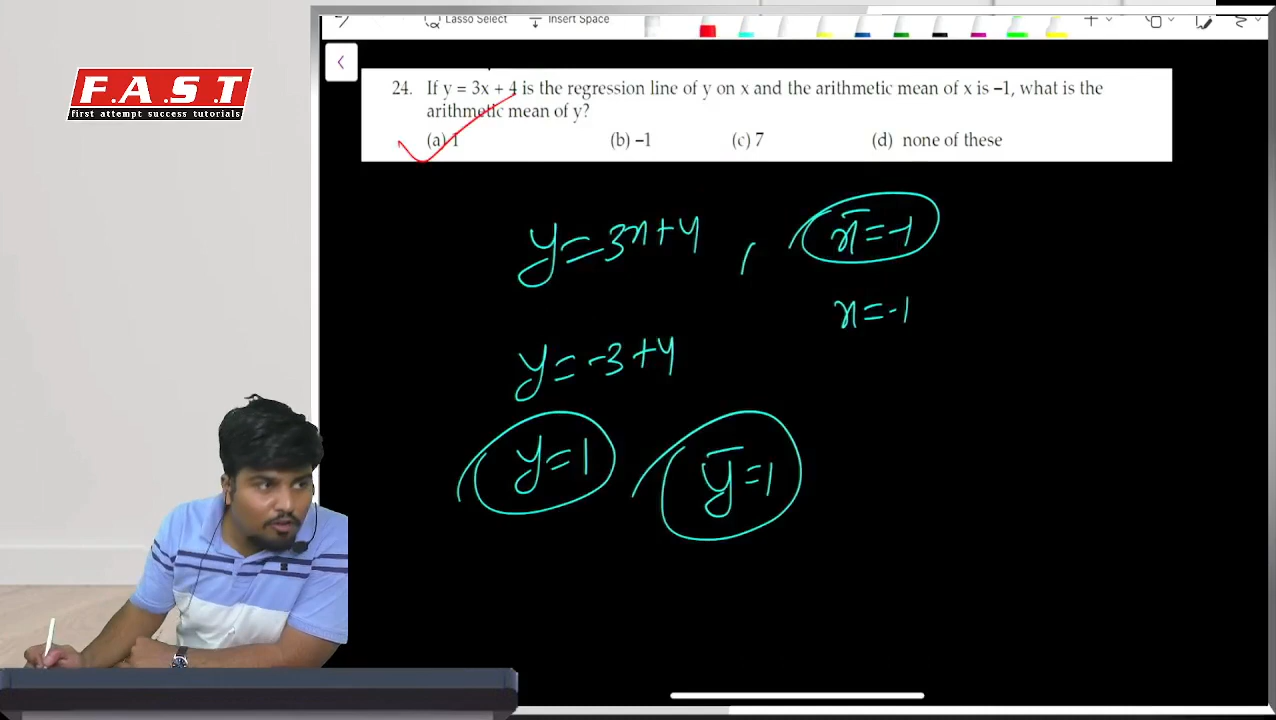 Lasso Select
Insert Space
F.A.S.T
first attempt success tutorials
24. If y = 3x + 4 is the regression line of y on x and the arithmetic mean of x is –1, what is the
arithmetic mean of y?
(a) 1 (b) –1 (c) 7 (d) none of these
y=3x+4, x̄=-1
x=-1
y=-3+4
y=1 ȳ=1